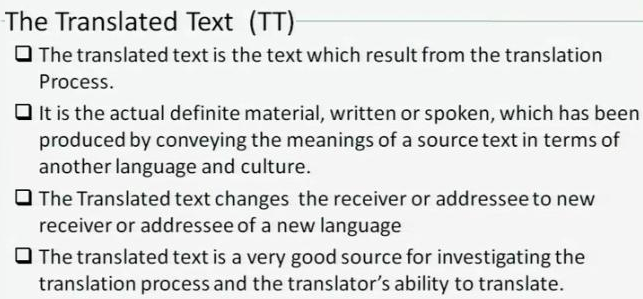 The Translated Text (TT)
❑ The translated text is the text which result from the translation
Process.
❑ It is the actual definite material, written or spoken, which has been
produced by conveying the meanings of a source text in terms of
another language and culture.
❑ The Translated text changes the receiver or addressee to new
receiver or addressee of a new language
❑ The translated text is a very good source for investigating the
translation process and the translator's ability to translate.